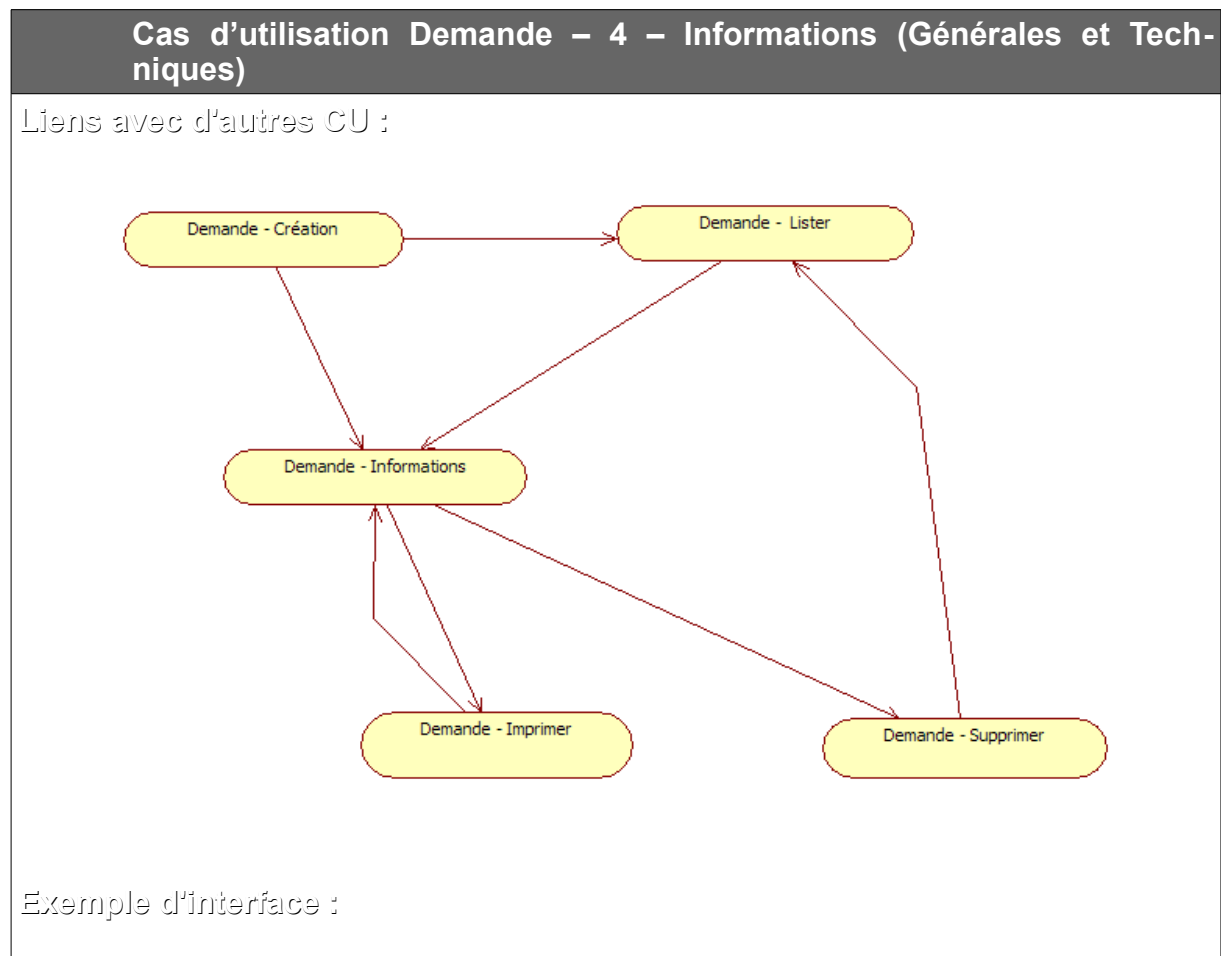 Cas d’utilisation Demande – 4 – Informations (Générales et Tech-
niques)
Liens avec d'autres CU :
Demande - Création
Demande - Lister
Demande - Informations
Demande - Imprimer
Demande - Supprimer
Exemple d'interface :